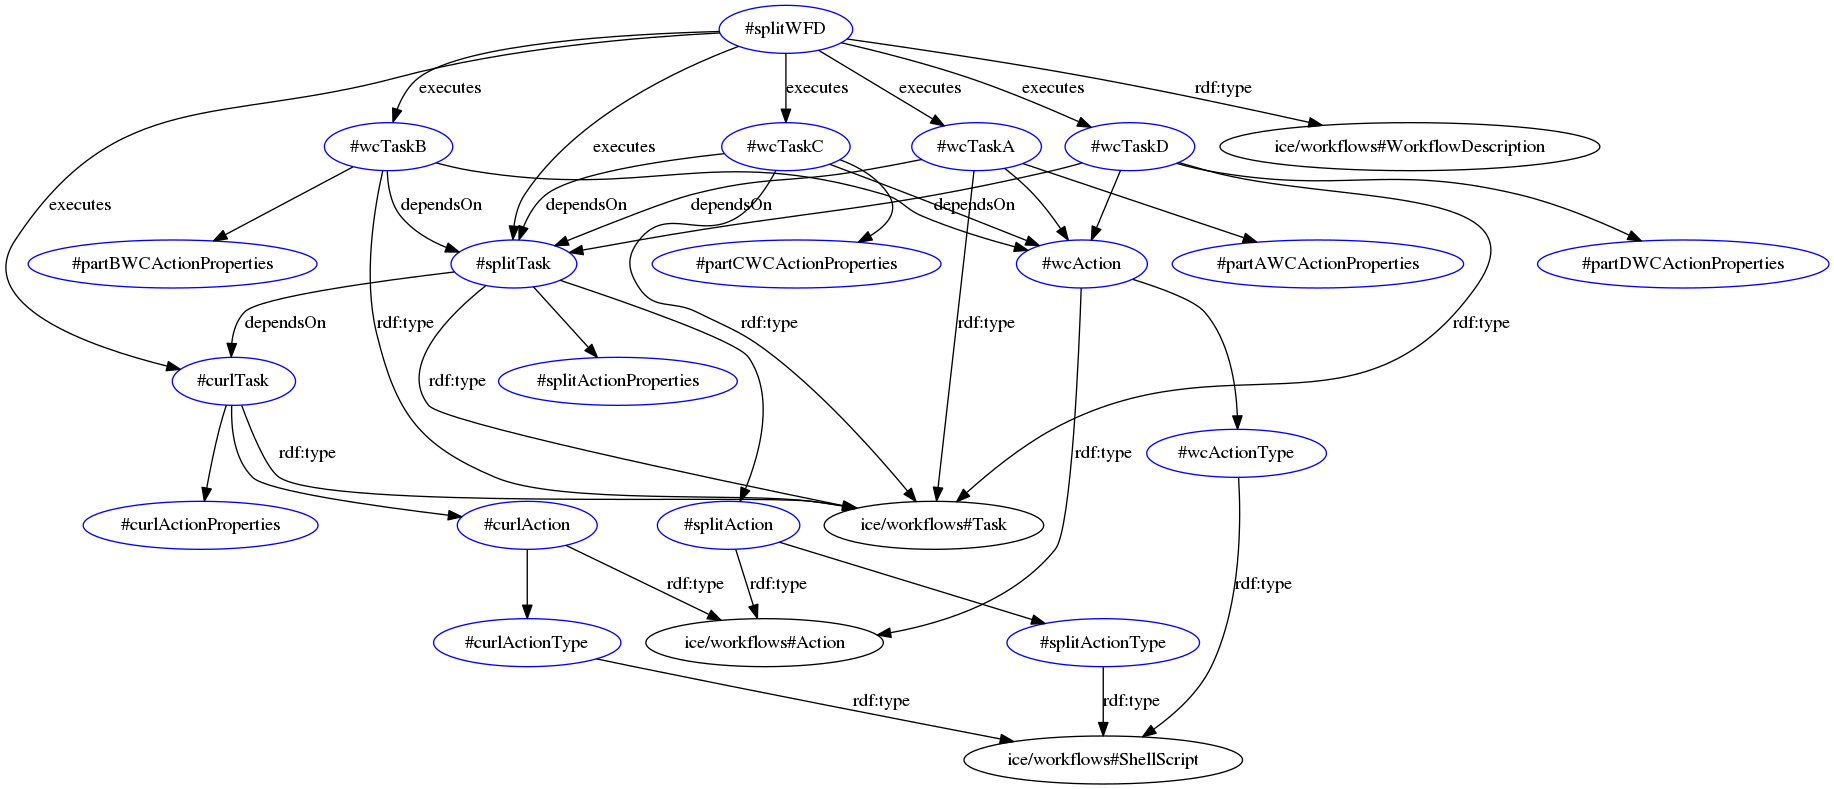 #splitWFD
executes
executes
executes
executes
rdf:type
#wcTaskB
executes
#wcTaskC
#wcTaskA
#wcTaskD
ice/workflows#WorkflowDescription
executes
dependsOn
dependsOn
dependsOn
dependsOn
#partBWCActionProperties
#splitTask
#partCWCActionProperties
#wcAction
#partAWCActionProperties
#partDWCActionProperties
dependsOn
rdf:type
rdf:type
rdf:type
rdf:type
#curlTask
rdf:type
#splitActionProperties
rdf:type
rdf:type
#wcActionType
#curlActionProperties
#curlAction
#splitAction
ice/workflows#Task
rdf:type
rdf:type
rdf:type
#curlActionType
ice/workflows#Action
#splitActionType
rdf:type
rdf:type
ice/workflows#ShellScript